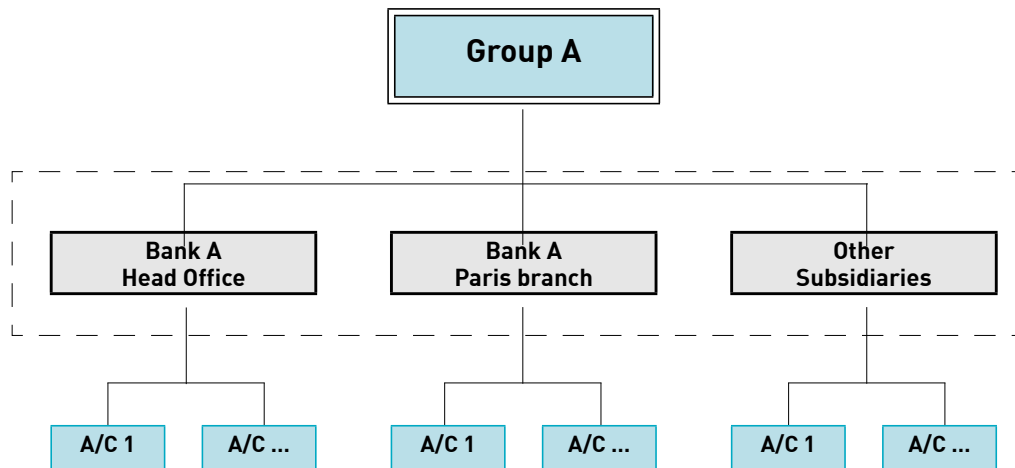 Group A
Bank A
Head Office
Bank A
Paris branch
Other
Subsidiaries
A/C 1
A/C ...
A/C 1
A/C ...
A/C 1
A/C ...